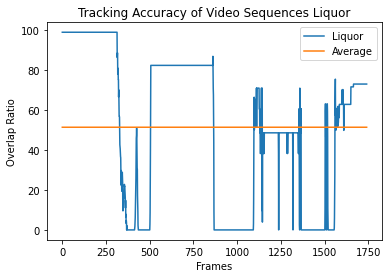 Tracking Accuracy of Video Sequences Liquor
Liquor
Average
Overlap Ratio
100
80
60
40
20
0
0 250 500 750 1000 1250 1500 1750
Frames